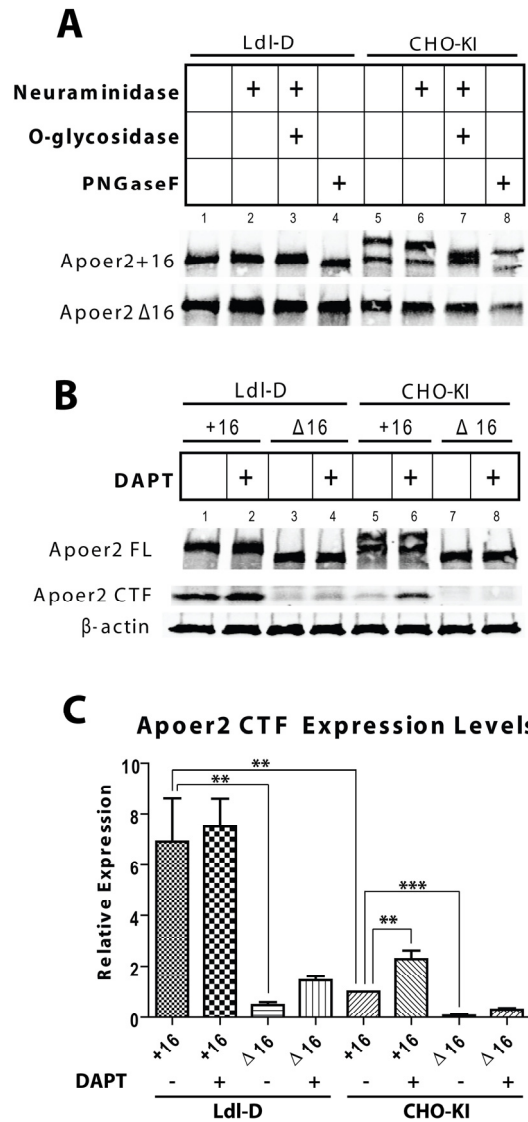 A
Ldl-D CHO-KI
Neuraminidase + + + +
O-glycosidase + +
PNGaseF + +
1 2 3 4 5 6 7 8
Apoer2+16
Apoer2 Δ16
B
Ldl-D CHO-KI
+16 Δ16 +16 Δ 16
DAPT + + + +
1 2 3 4 5 6 7 8
Apoer2 FL
Apoer2 CTF
β-actin
C
Apoer2 CTF Expression Levels
Relative Expression
10
8
6
4
2
0
**
**
***
**
+16 +16 Δ16 Δ16 +16 +16 Δ16 Δ16
DAPT - + - + - + - +
Ldl-D CHO-KI